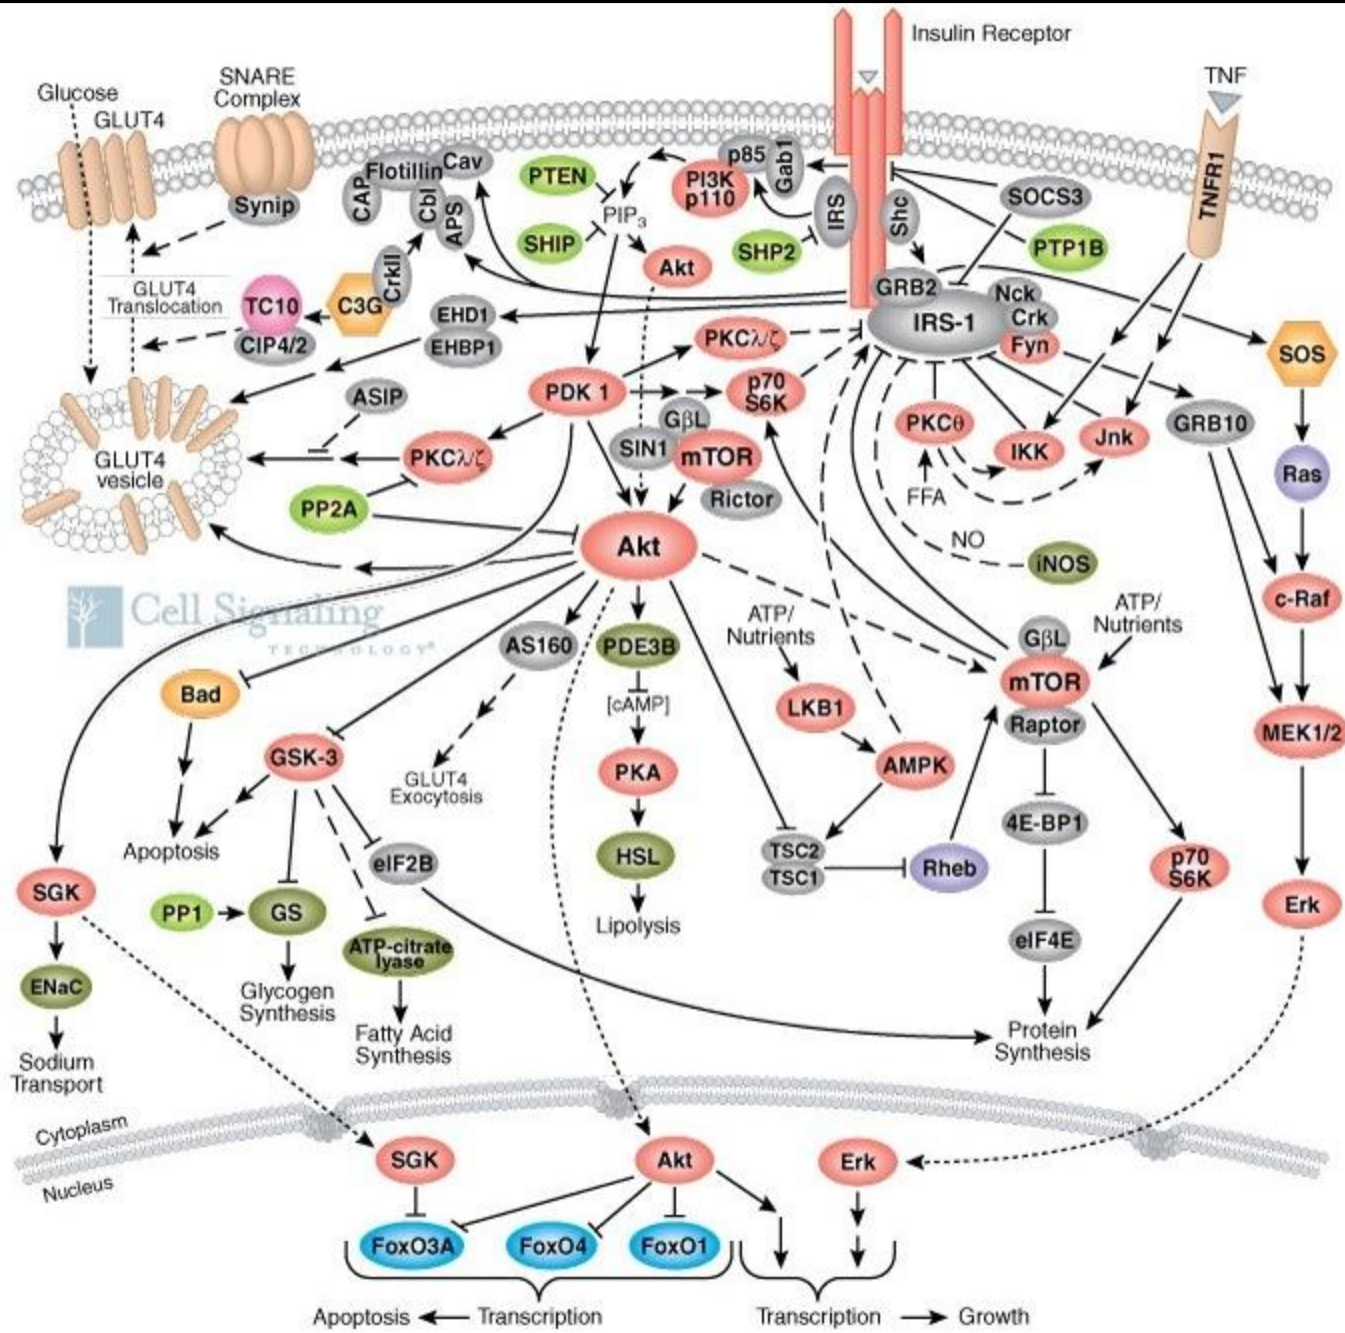 Insulin Receptor
TNF
Glucose
GLUT4
SNARE
Complex
Synip
CAP
Flotillin
Cav
Cbl
APS
CrkII
C3G
TC10
CIP4/2
GLUT4
Translocation
PTEN
SHIP
PIP3
Akt
PI3K
p110
p85
Gab1
IRS
SHP2
Shc
SOCS3
PTP1B
TNFR1
GRB2
IRS-1
Nck
Crk
Fyn
SOS
EHD1
EHBP1
ASIP
PKCλ/ζ
PDK 1
p70
S6K
GβL
SIN1
mTOR
Rictor
PKCλ/ζ
PP2A
GLUT4
vesicle
PKCθ
FFA
IKK
Jnk
GRB10
Ras
NO
iNOS
c-Raf
MEK1/2
Erk
Akt
Cell Signaling
TECHNOLOGY®
AS160
PDE3B
[cAMP]
PKA
HSL
Lipolysis
GLUT4
Exocytosis
ATP/
Nutrients
LKB1
AMPK
TSC2
TSC1
Rheb
ATP/
Nutrients
GβL
mTOR
Raptor
4E-BP1
eIF4E
p70
S6K
Protein
Synthesis
Bad
Apoptosis
GSK-3
eIF2B
PP1
GS
Glycogen
Synthesis
ATP-citrate
lyase
Fatty Acid
Synthesis
SGK
ENaC
Sodium
Transport
Cytoplasm
Nucleus
SGK
Akt
Erk
FoxO3A
FoxO4
FoxO1
Apoptosis
Transcription
Transcription
Growth